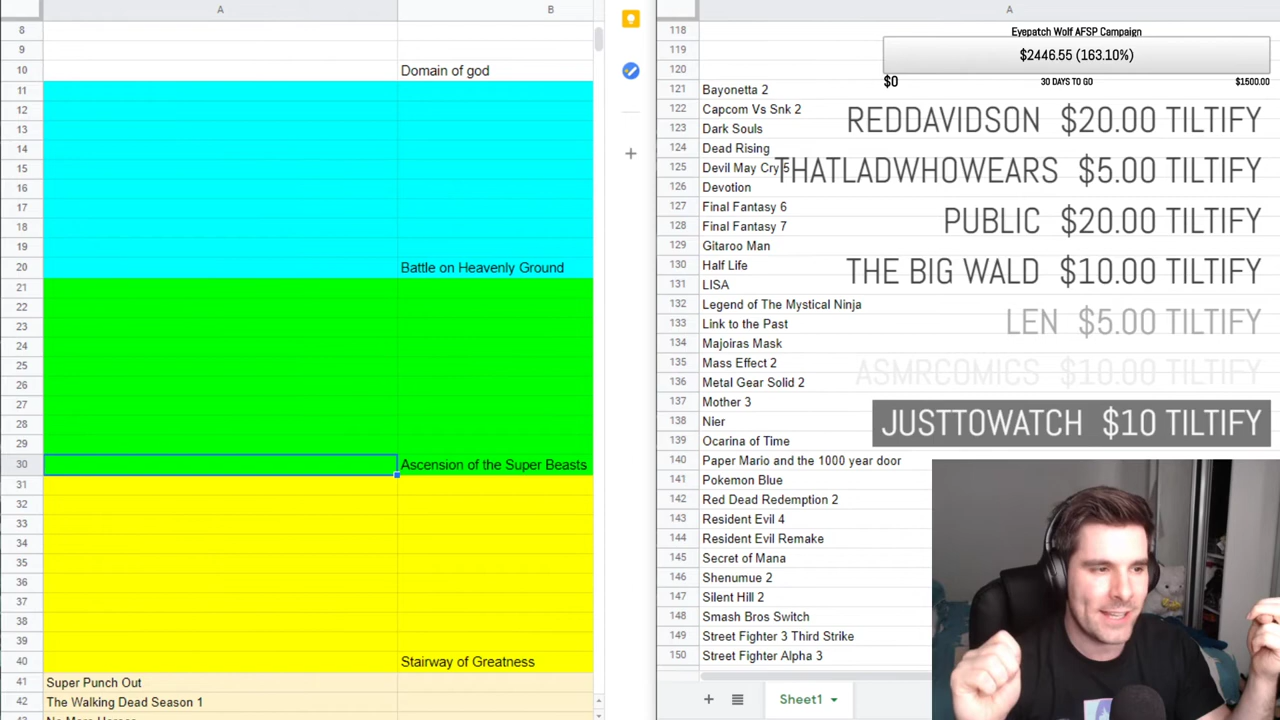 A
B
8
9
10 Domain of god
11
12
13
14
15
16
17
18
19
20 Battle on Heavenly Ground
21
22
23
24
25
26
27
28
29
30 Ascension of the Super Beasts
31
32
33
34
35
36
37
38
39
40 Stairway of Greatness
41 Super Punch Out
42 The Walking Dead Season 1
A
118
119
120
121 Bayonetta 2
122 Capcom Vs Snk 2
123 Dark Souls
124 Dead Rising
125 Devil May Cry 5
126 Devotion
127 Final Fantasy 6
128 Final Fantasy 7
129 Gitaroo Man
130 Half Life
131 LISA
132 Legend of The Mystical Ninja
133 Link to the Past
134 Majoiras Mask
135 Mass Effect 2
136 Metal Gear Solid 2
137 Mother 3
138 Nier
139 Ocarina of Time
140 Paper Mario and the 1000 year door
141 Pokemon Blue
142 Red Dead Redemption 2
143 Resident Evil 4
144 Resident Evil Remake
145 Secret of Mana
146 Shenumue 2
147 Silent Hill 2
148 Smash Bros Switch
149 Street Fighter 3 Third Strike
150 Street Fighter Alpha 3
Sheet1
Eyepatch Wolf AFSP Campaign
$2446.55 (163.10%)
$0 30 DAYS TO GO $1500.00
REDDAVIDSON $20.00 TILTIFY
THATLADWHOWEARS $5.00 TILTIFY
PUBLIC $20.00 TILTIFY
THE BIG WALD $10.00 TILTIFY
LEN $5.00 TILTIFY
ASMRCOMICS $10.00 TILTIFY
JUSTTOWATCH $10 TILTIFY